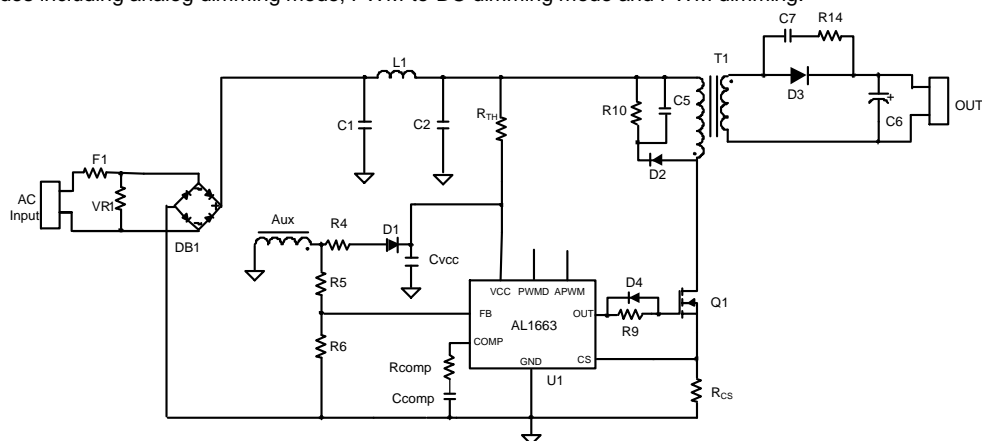 including analog dimming mode, PWM-to-DC dimming mode and PWM dimming.
C7
R14
T1
L1
D3
C5
R10
OUT
C6
C1
C2
RTH
D2
F1
AC
Input
VR1
DB1
Aux
R4
D1
Cvcc
R5
VCC
PWMD
APWM
D4
Q1
FB
OUT
AL1663
R9
R6
COMP
GND
CS
Rcomp
U1
Ccomp
RCS